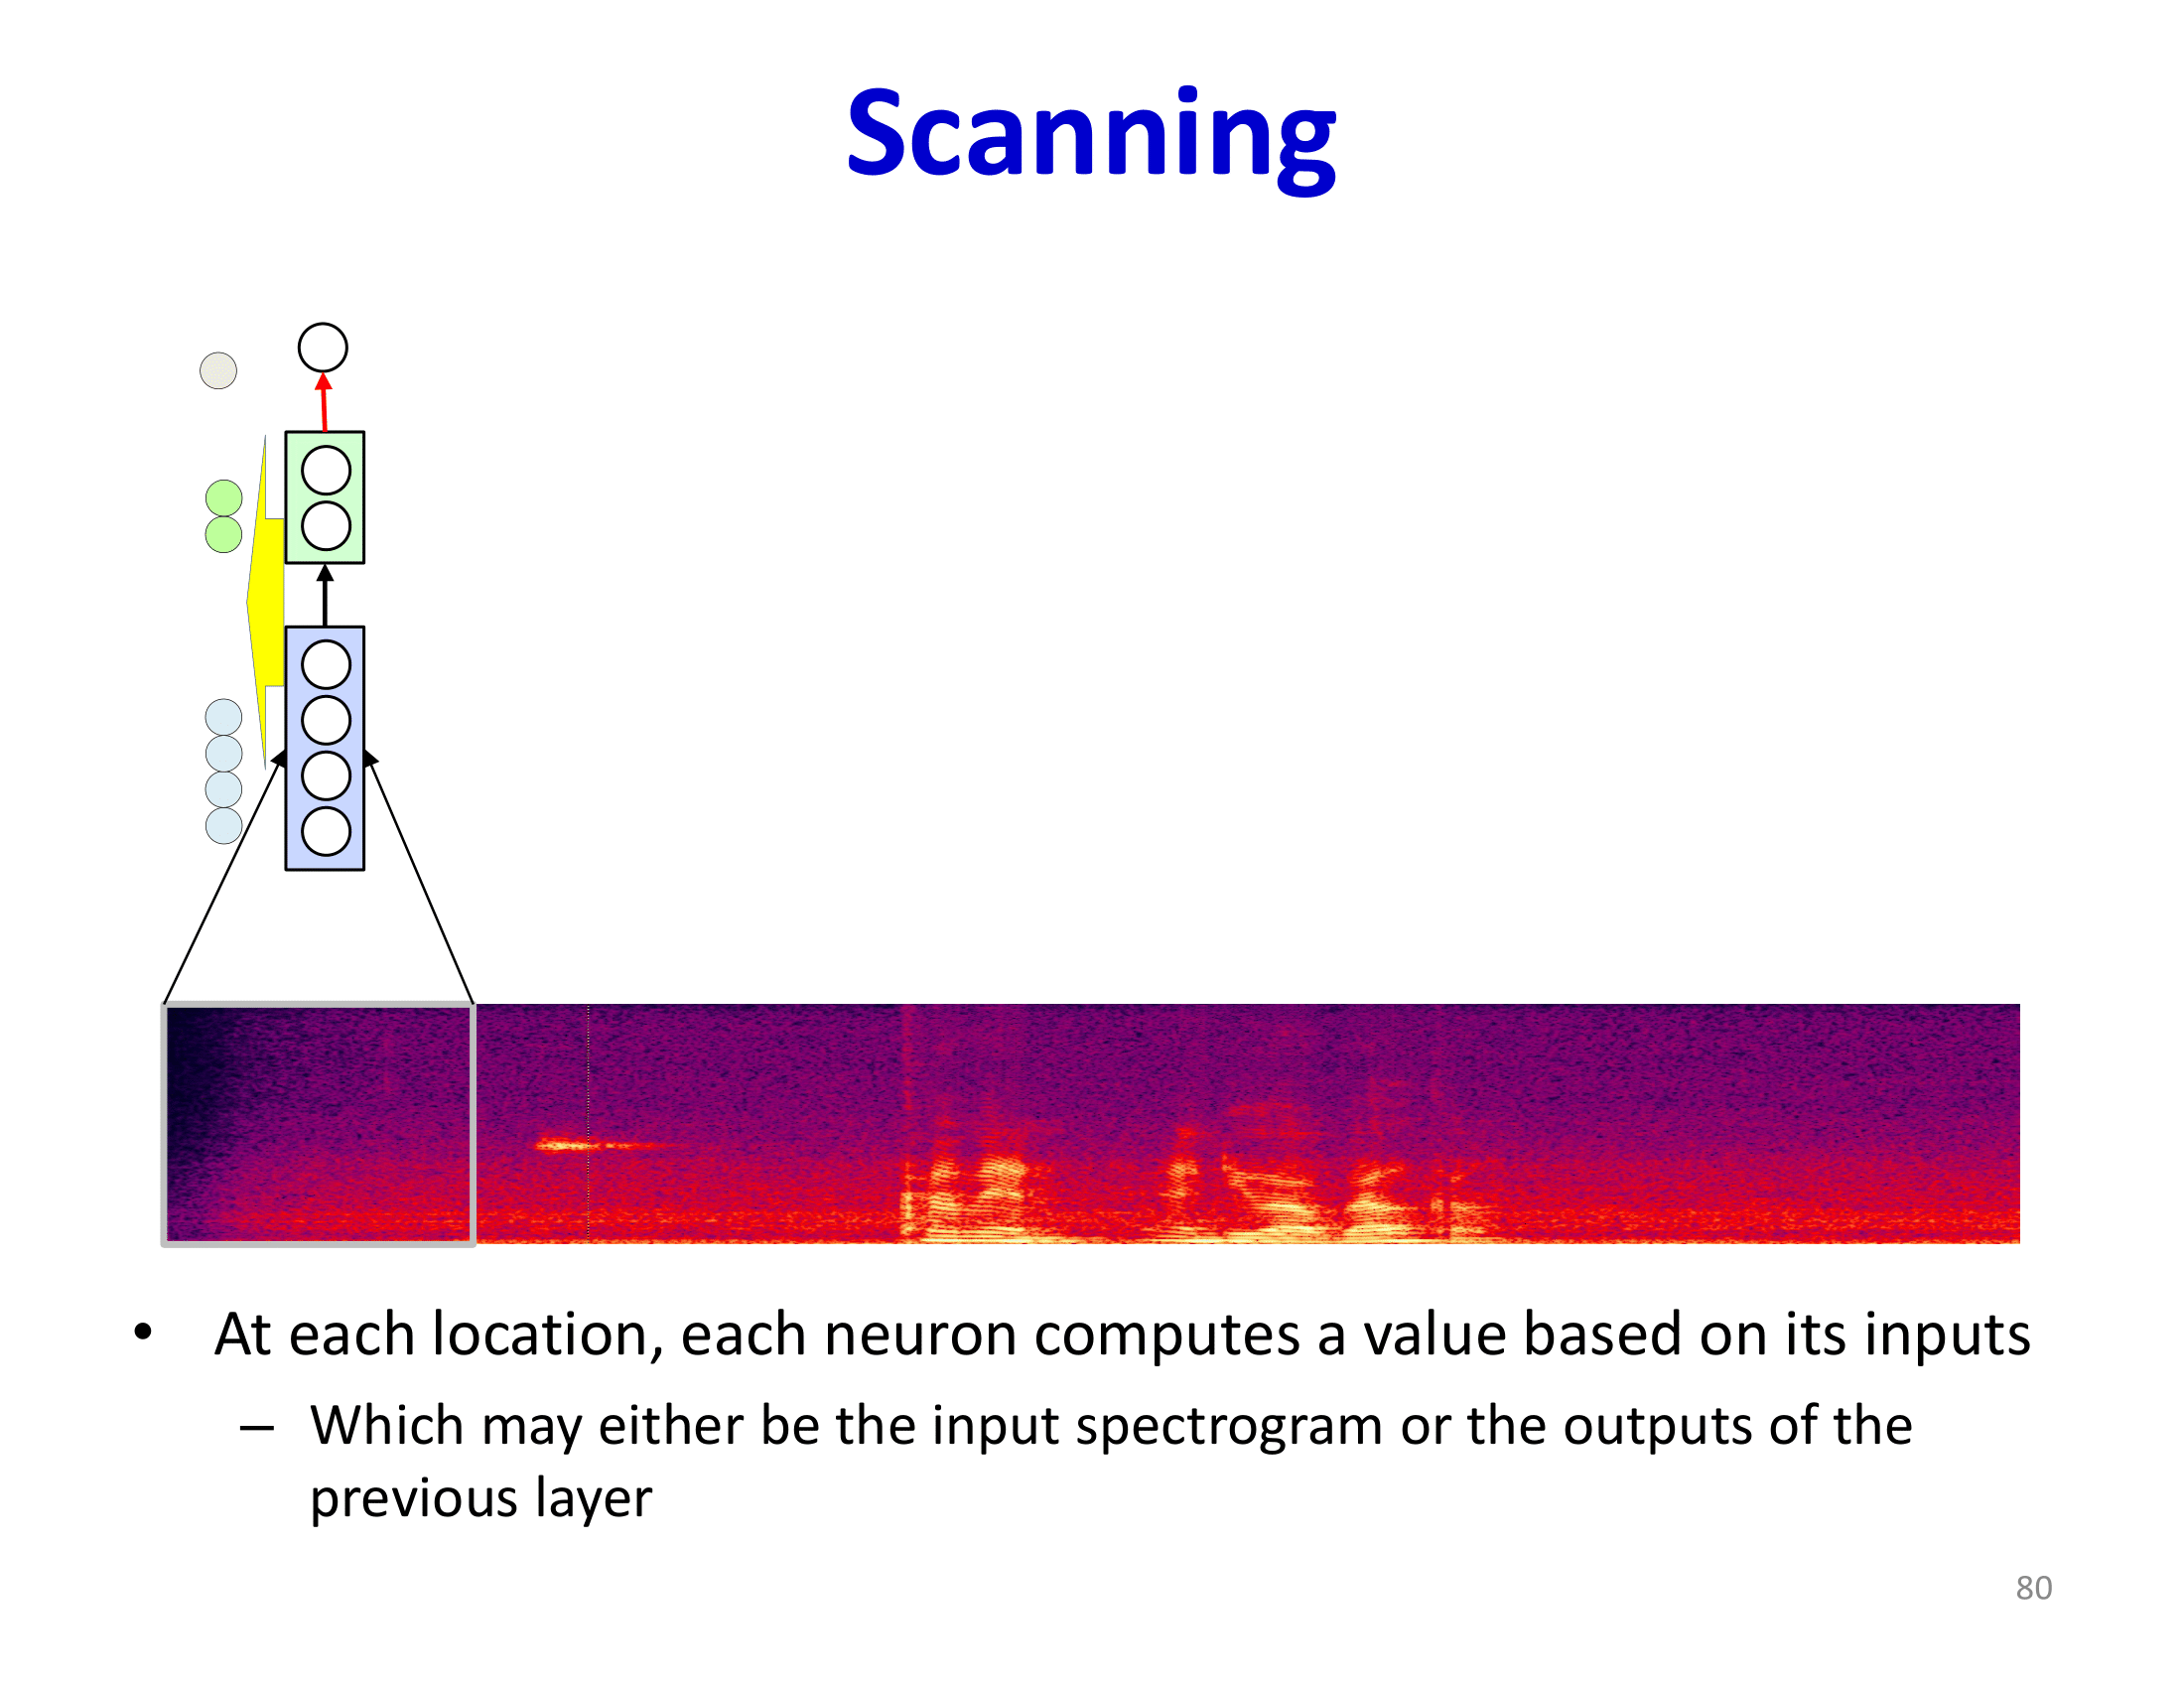 Scanning
• At each location, each neuron computes a value based on its inputs
– Which may either be the input spectrogram or the outputs of the
previous layer
80